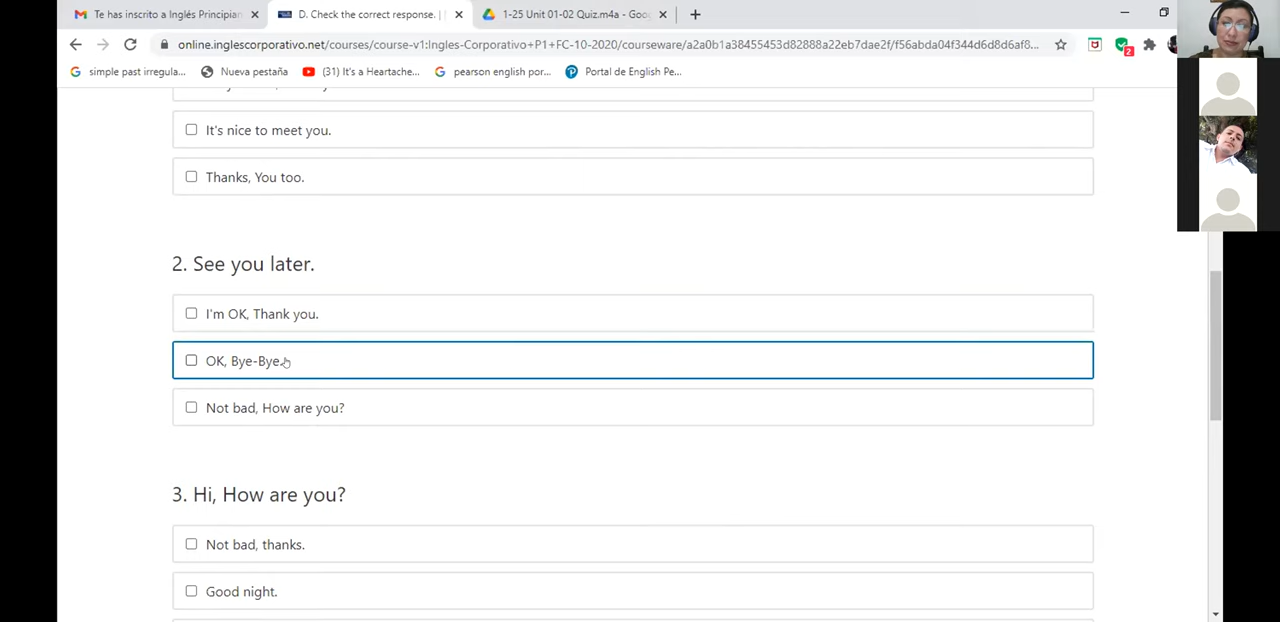 Te has inscrito a Inglés Principian
D. Check the correct response. |
1-25 Unit 01-02 Quiz.m4a - Goo
online.inglescorporativo.net/courses/course-v1:Ingles-Corporativo+P1+FC-10-2020/courseware/a2a0b1a38455453d82888a22eb7dae2f/f56abda04f344d6d8d6af8...
2
simple past irregula...
Nueva pestaña
(31) It's a Heartache...
pearson english por...
Portal de English Pe...
It's nice to meet you.
Thanks, You too.
2. See you later.
I'm OK, Thank you.
OK, Bye-Bye.
Not bad, How are you?
3. Hi, How are you?
Not bad, thanks.
Good night.